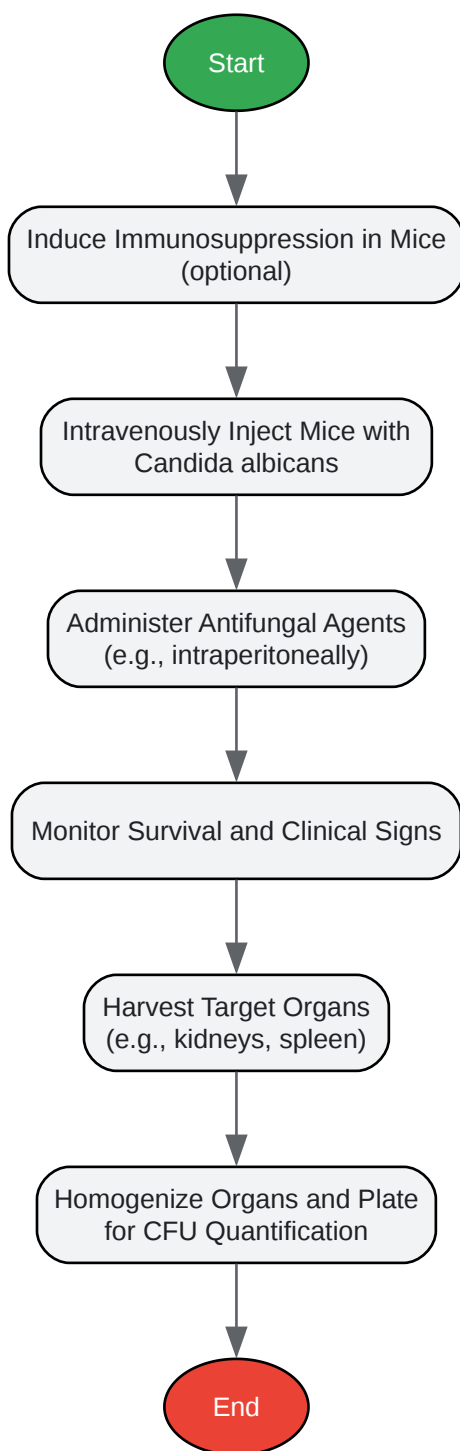 Start
Induce Immunosuppression in Mice
(optional)
Intravenously Inject Mice with
Candida albicans
Administer Antifungal Agents
(e.g., intraperitoneally)
Monitor Survival and Clinical Signs
Harvest Target Organs
(e.g., kidneys, spleen)
Homogenize Organs and Plate
for CFU Quantification
End